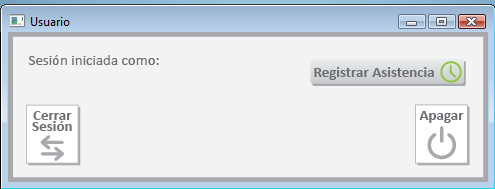 Usuario
Sesión iniciada como:
Registrar Asistencia
Cerrar
Sesión
Apagar